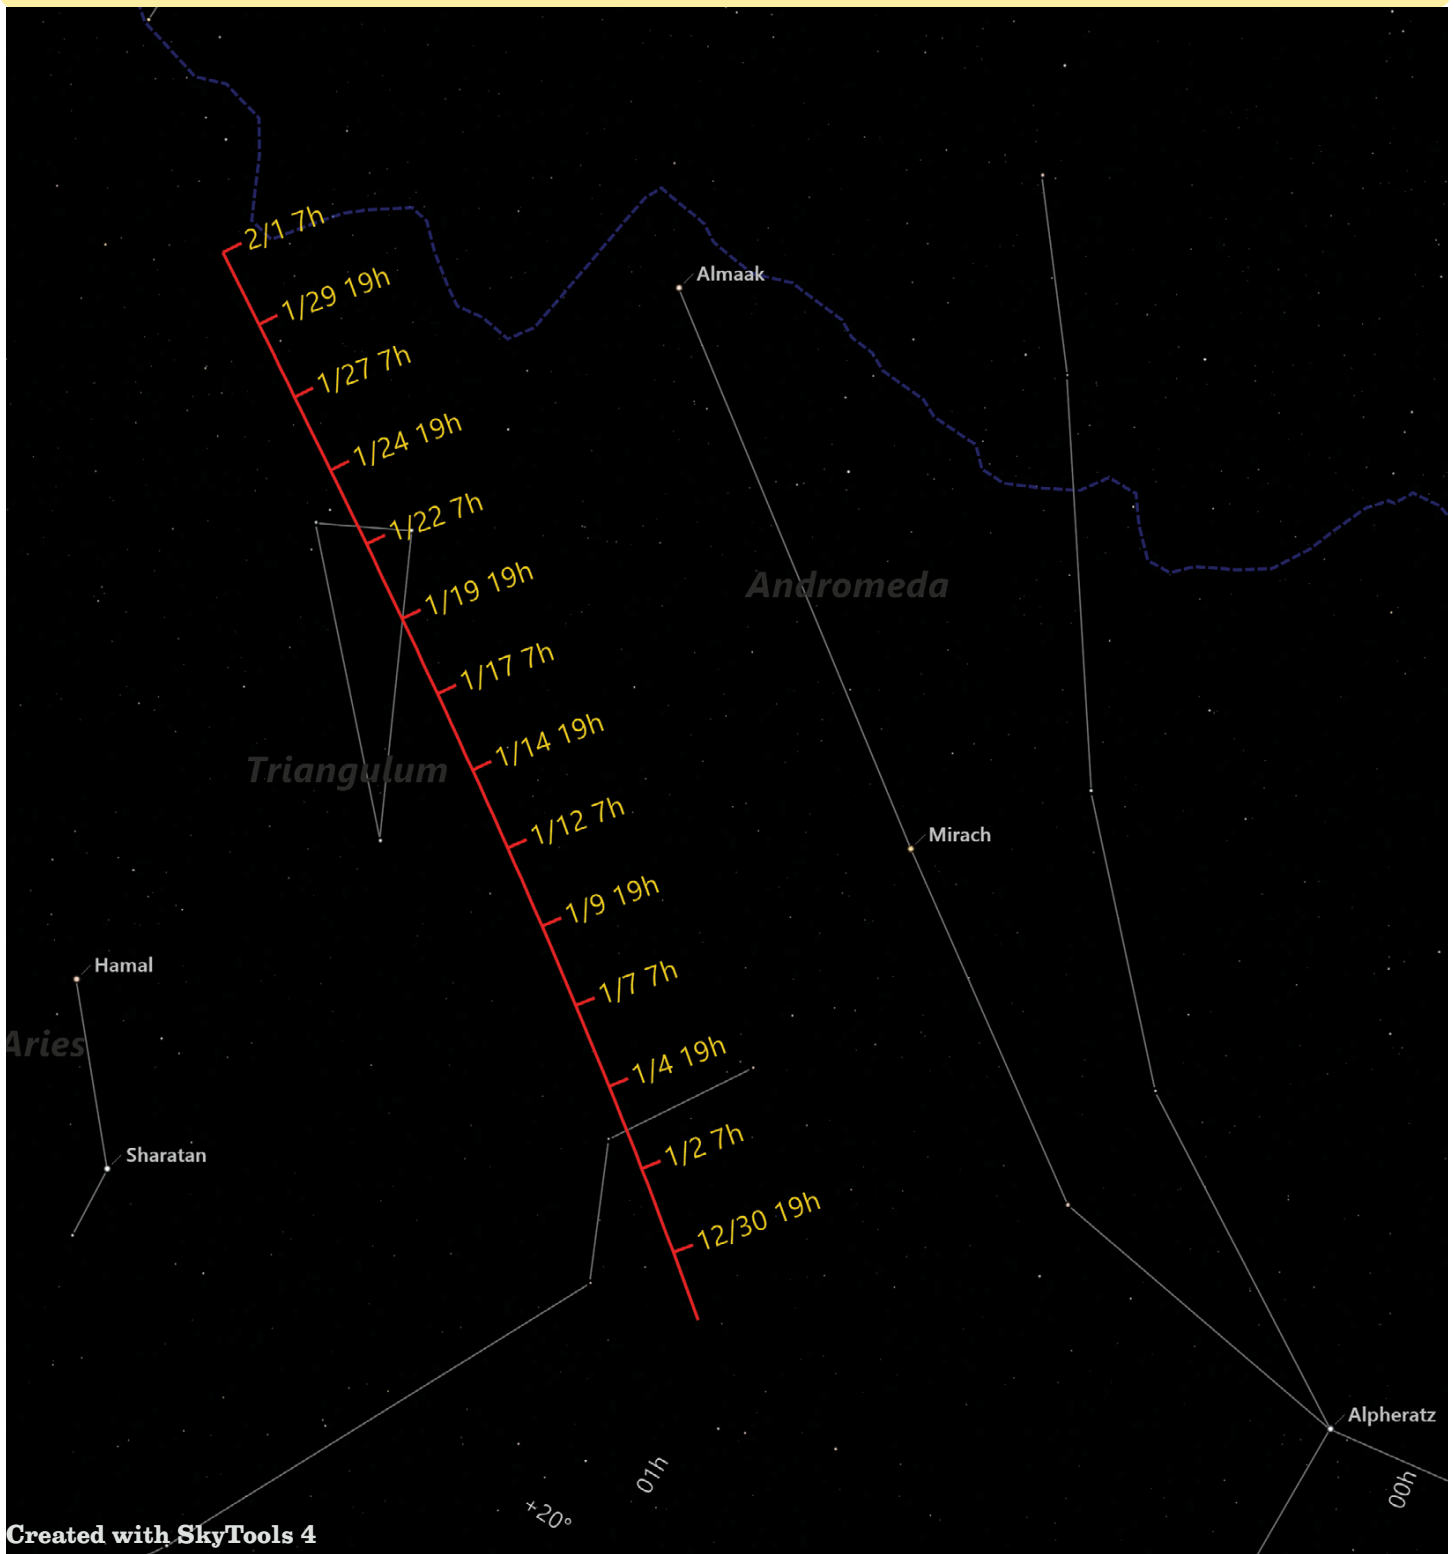 2/1 7h
1/29 19h
Almaak
1/27 7h
1/24 19h
1/22 7h
1/19 19h
Andromeda
1/17 7h
1/14 19h
Triangulum
1/12 7h
Mirach
1/9 19h
Hamal
1/7 7h
Aries
1/4 19h
1/2 7h
Sharatan
12/30 19h
Alpheratz
01h
00h
+20°
Created with SkyTools 4